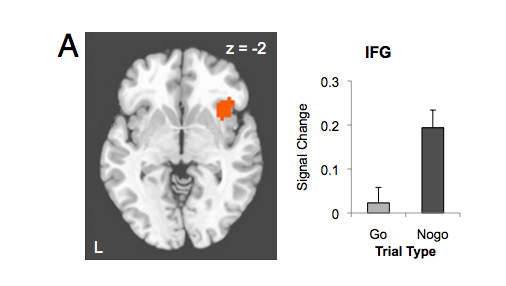 A
z = -2
L
IFG
Signal Change
0.3
0.2
0.1
0
Go Nogo
Trial Type